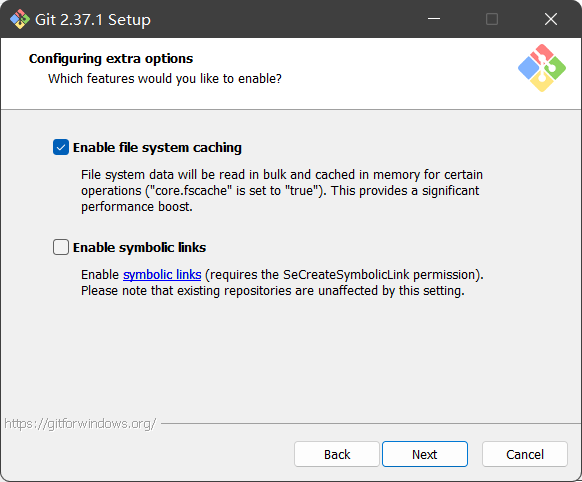 Git 2.37.1 Setup
Configuring extra options
Which features would you like to enable?
Enable file system caching
File system data will be read in bulk and cached in memory for certain
operations ("core.fscache" is set to "true"). This provides a significant
performance boost.
Enable symbolic links
Enable symbolic links (requires the SeCreateSymbolicLink permission).
Please note that existing repositories are unaffected by this setting.
https://gitforwindows.org/
Back
Next
Cancel